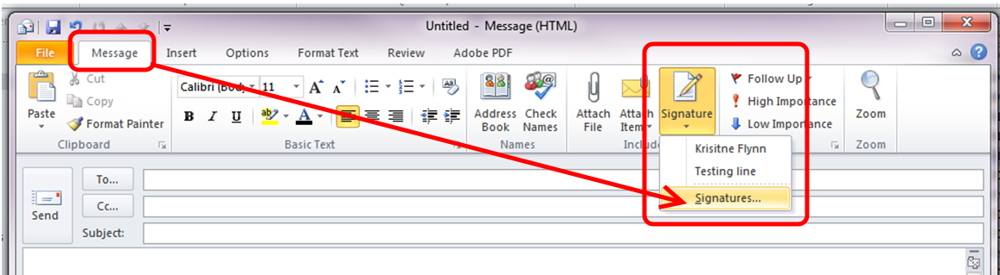 Untitled - Message (HTML)
File Message Insert Options Format Text Review Adobe PDF
Cut
Copy
Format Painter
Paste
Clipboard
Calibri (Body) 11
B I U
Basic Text
Address Book
Check Names
Names
Attach File
Attach Item
Signature
Include
Follow Up
High Importance
Low Importance
Zoom
Zoom
Krisitne Flynn
Testing line
Signatures...
Send
To...
Cc...
Subject: